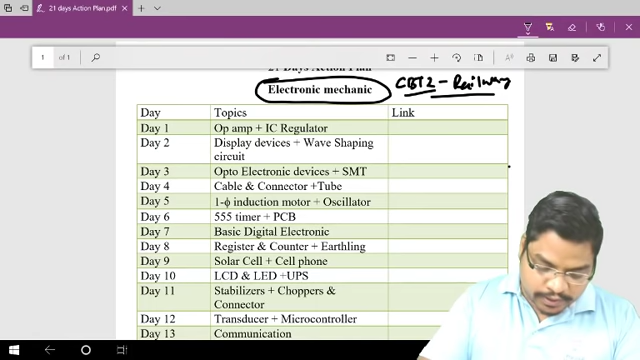 21 days Action Plan.pdf
1 of 1
21 Days Action Plan
Electronic mechanic
CBT2 - Railway
Day Topics Link
Day 1 Op amp + IC Regulator
Day 2 Display devices + Wave Shaping
circuit
Day 3 Opto Electronic devices + SMT
Day 4 Cable & Connector +Tube
Day 5 1-ϕ induction motor + Oscillator
Day 6 555 timer + PCB
Day 7 Basic Digital Electronic
Day 8 Register & Counter + Earthling
Day 9 Solar Cell + Cell phone
Day 10 LCD & LED +UPS
Day 11 Stabilizers + Choppers &
Connector
Day 12 Transducer + Microcontroller
Day 13 Communication